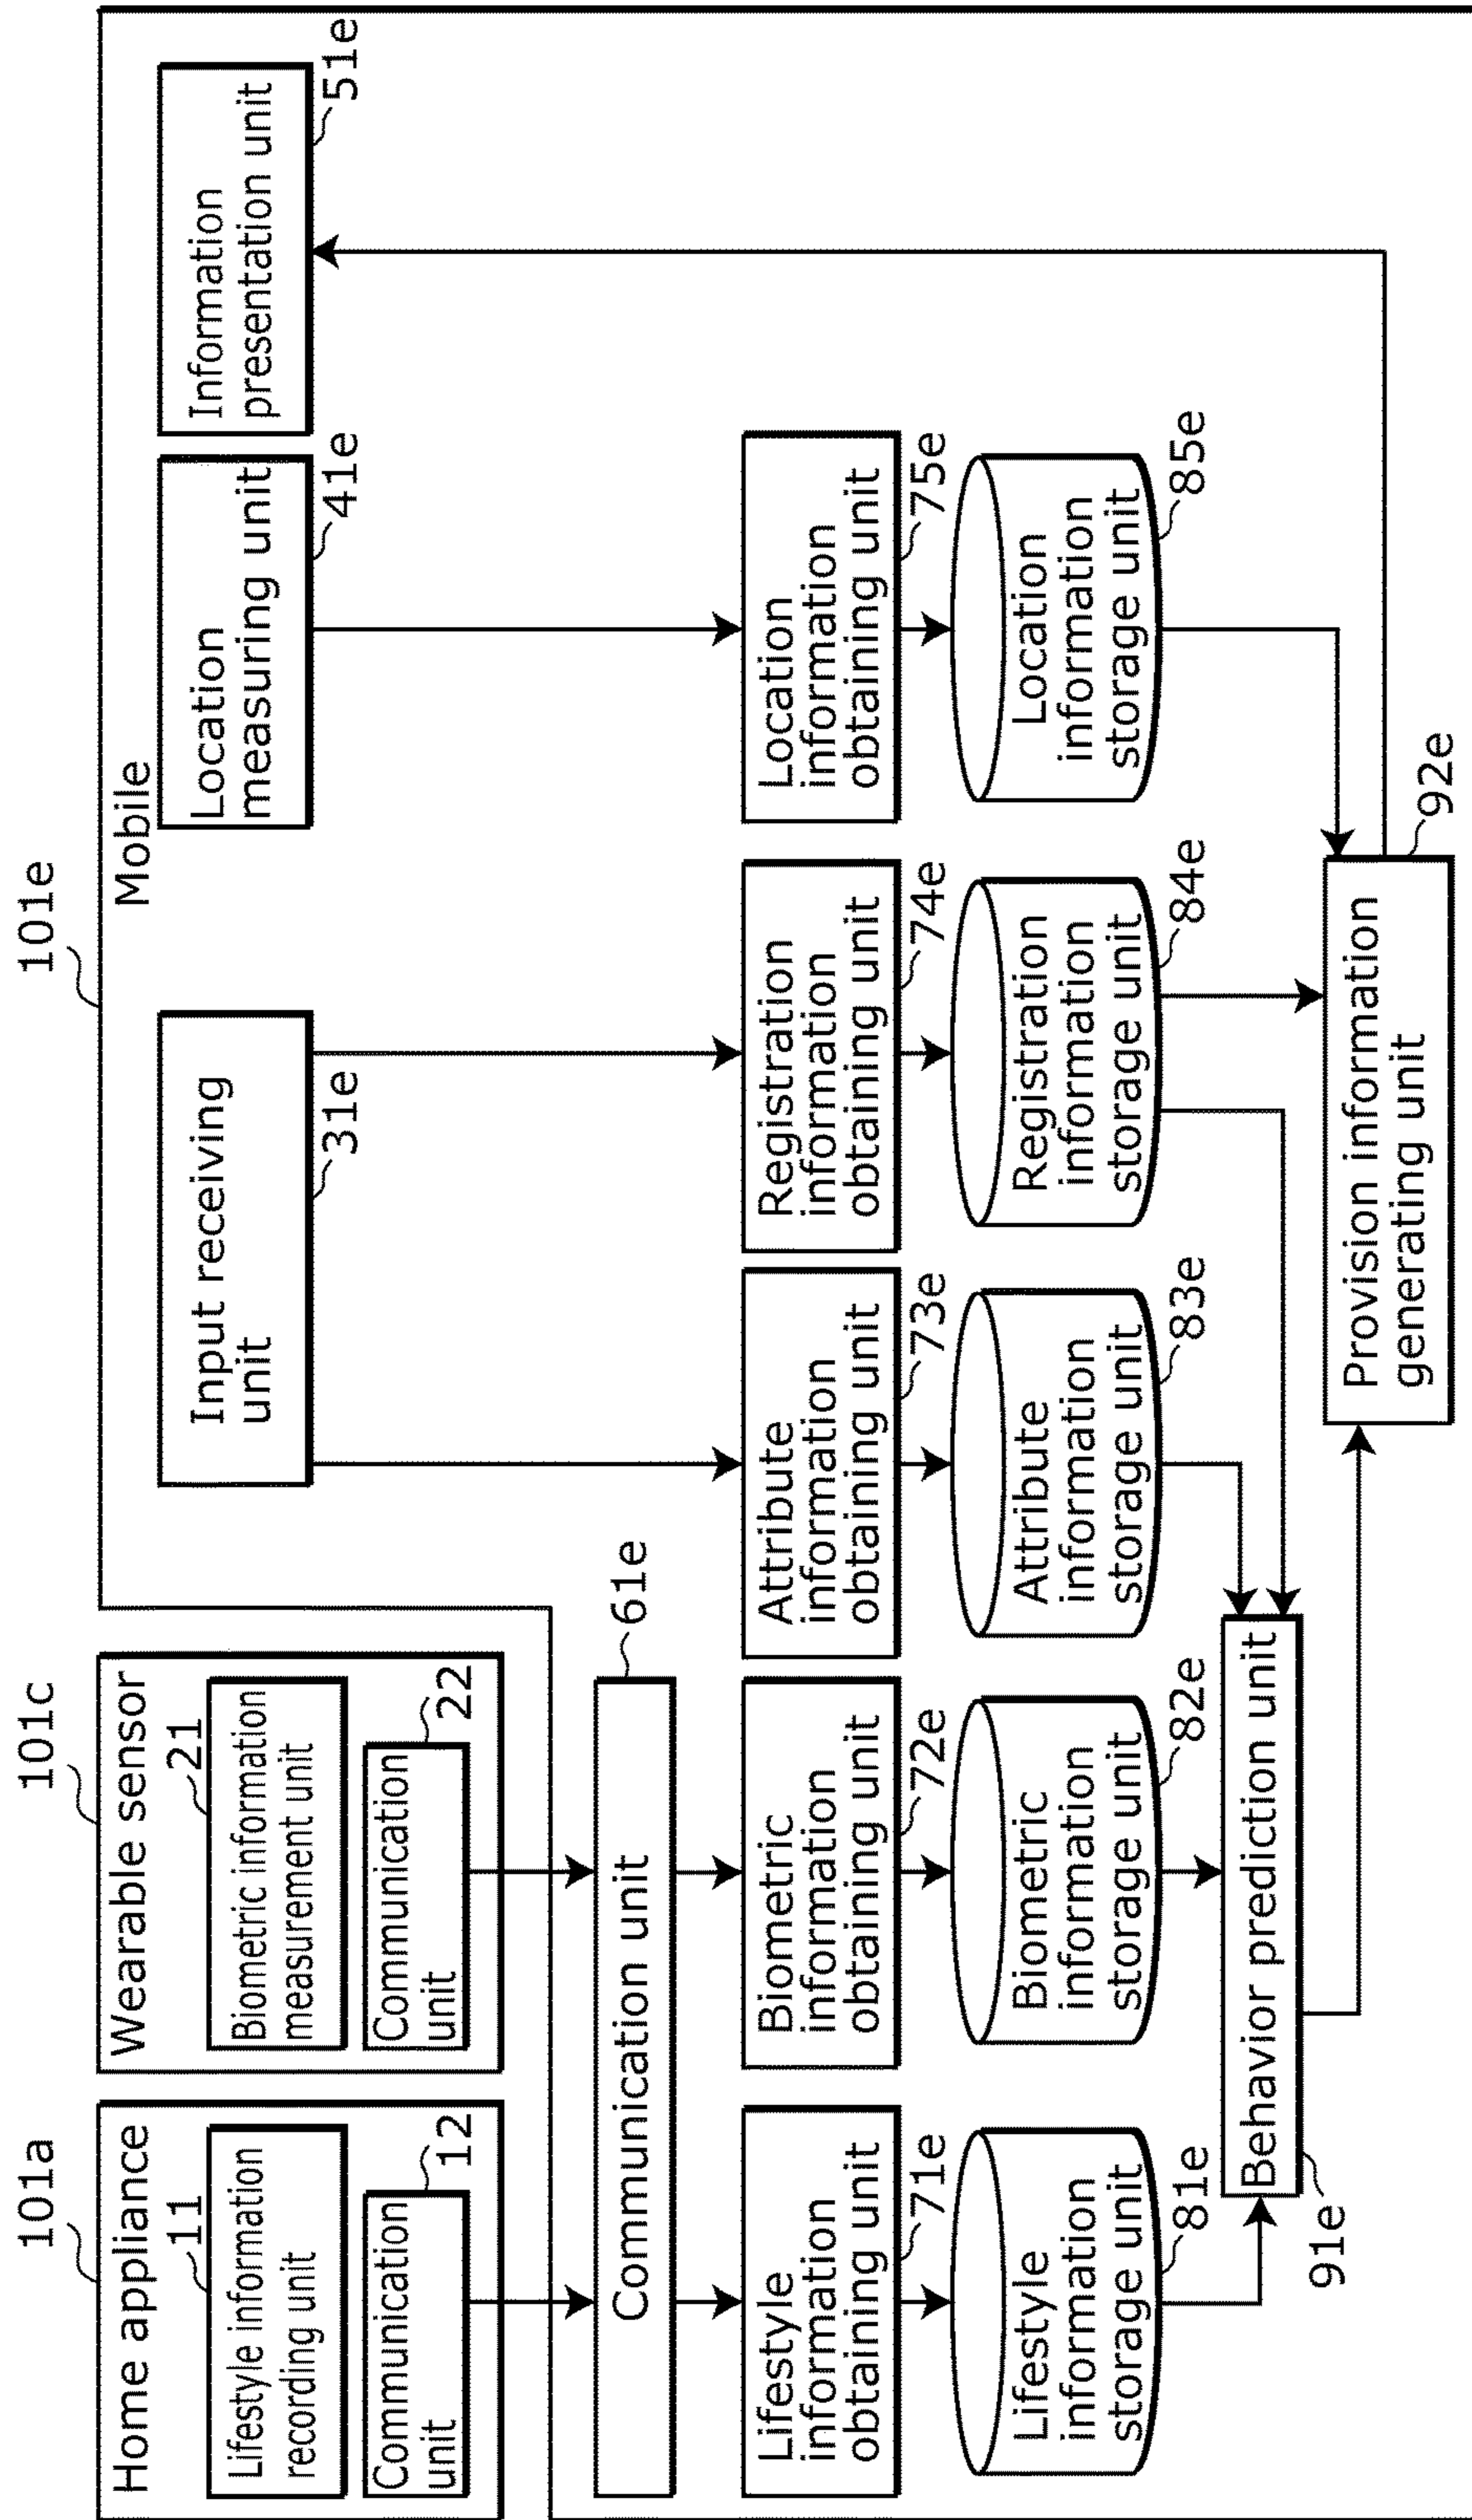 101a
Home appliance
11
Lifestyle information
recording unit
12
Communication
unit
101c
Wearable sensor
21
Biometric information
measurement unit
22
Communication
unit
101e
Mobile
Input receiving
unit
31e
Location
measuring unit
41e
Information
presentation unit
51e
Communication unit
61e
Lifestyle
information
obtaining unit
71e
Biometric
information
obtaining unit
72e
Attribute
information
obtaining unit
73e
Registration
information
obtaining unit
74e
Location
information
obtaining unit
75e
Lifestyle
information
storage unit
81e
Biometric
information
storage unit
82e
Attribute
information
storage unit
83e
Registration
information
storage unit
84e
Location
information
storage unit
85e
Behavior prediction unit
91e
Provision information
generating unit
92e